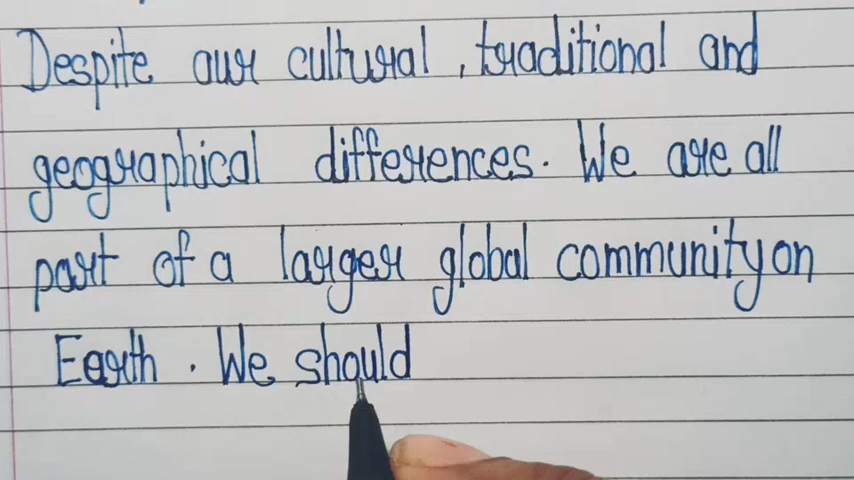 Despite our cultural, traditional and
geographical differences. We are all
part of a larger global community on
Earth. We should